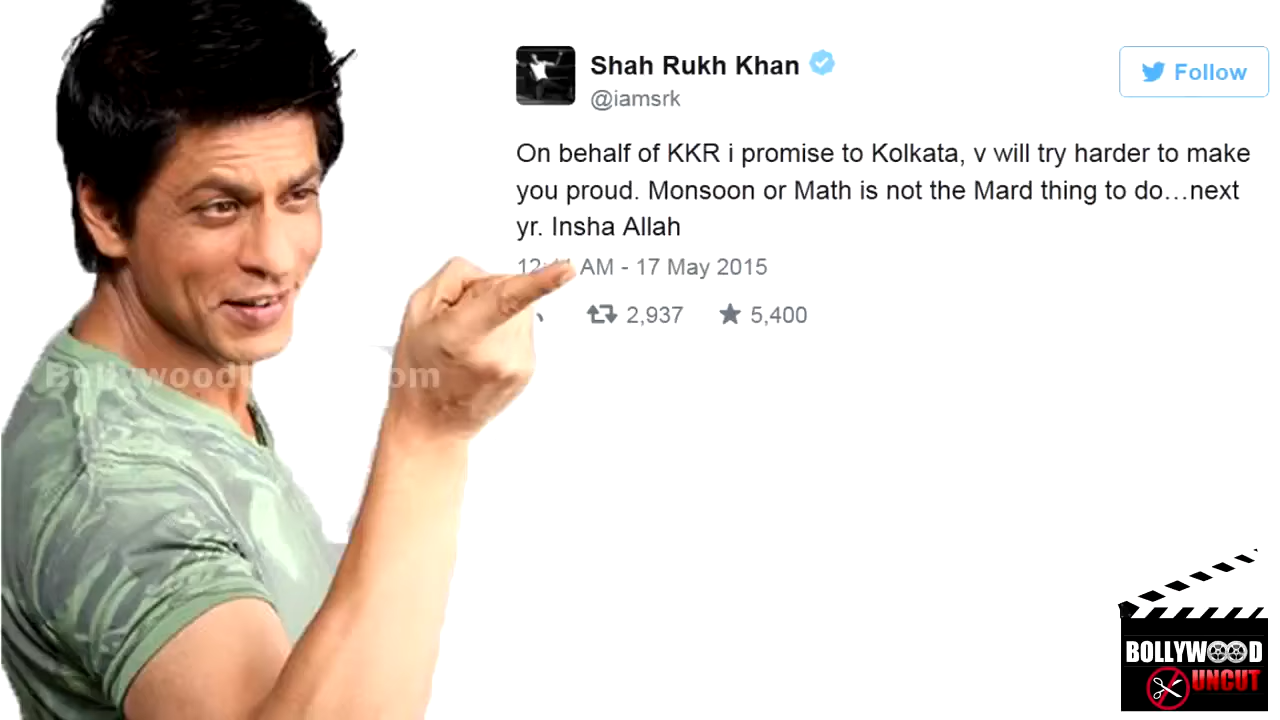 Shah Rukh Khan
@iamsrk
Follow
On behalf of KKR i promise to Kolkata, v will try harder to make
you proud. Monsoon or Math is not the Mard thing to do…next
yr. Insha Allah
AM - 17 May 2015
2,937 5,400
BOLLYWOOD
UNCUT